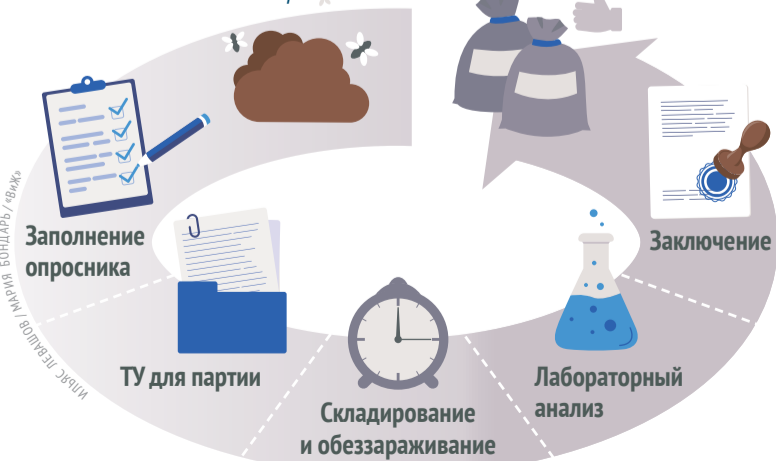 Заполнение
опросника
ТУ для партии
Складирование
и обеззараживание
Лабораторный
анализ
Заключение
ИЛЬЯС ЛЕВАШОВ / МАРИЯ БОНДАРЬ / «ВиЖ»